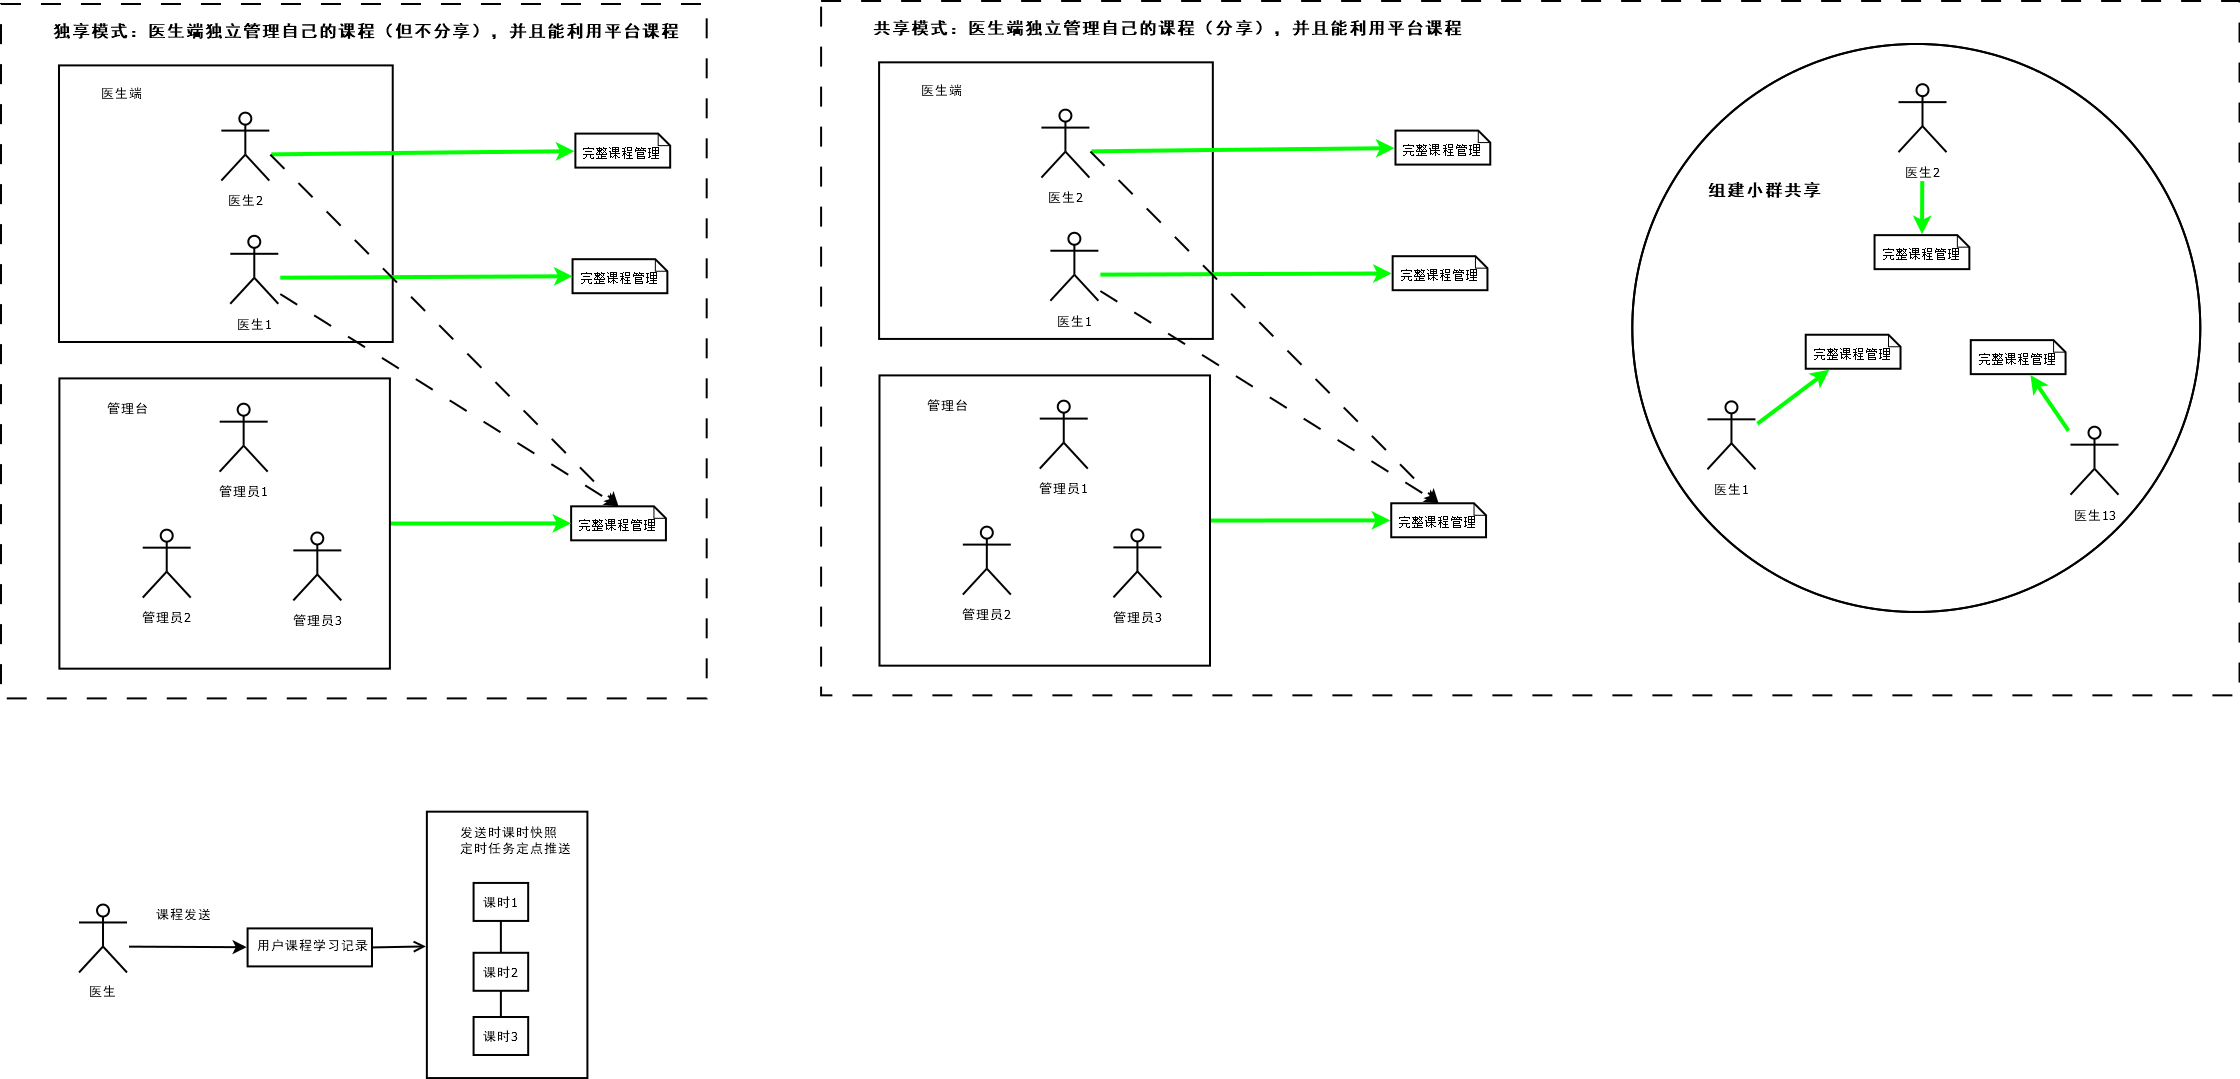 独享模式：医生端独立管理自己的课程（但不分享），并且能利用平台课程
医生端
完整课程管理
医生2
完整课程管理
医生1
管理台
管理员1
完整课程管理
管理员2
管理员3
共享模式：医生端独立管理自己的课程（分享），并且能利用平台课程
医生端
完整课程管理
医生2
完整课程管理
医生1
管理台
管理员1
完整课程管理
管理员2
管理员3
医生2
组建小群共享
完整课程管理
完整课程管理
完整课程管理
医生1
医生13
发送时课时快照
定时任务定点推送
课时1
课程发送
用户课程学习记录
课时2
医生
课时3